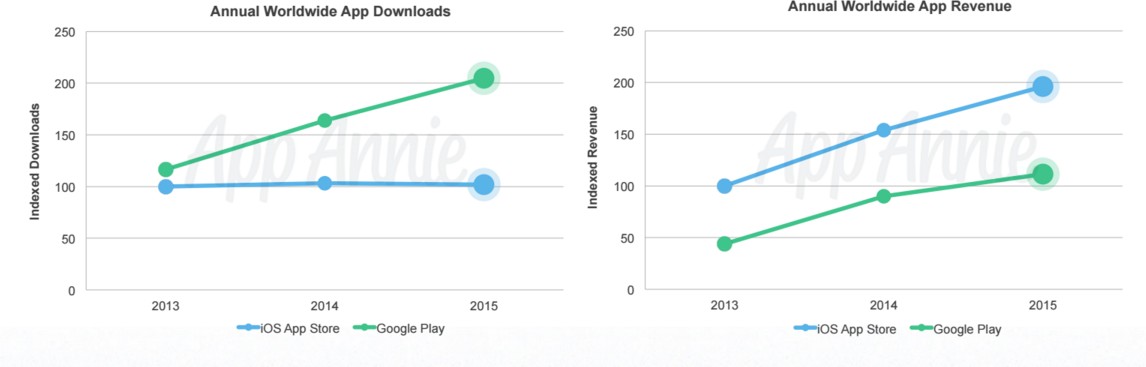 Annual Worldwide App Downloads
Indexed Downloads
250
200
150
100
50
0
2013 2014 2015
iOS App Store Google Play
App Annie
Annual Worldwide App Revenue
Indexed Revenue
250
200
150
100
50
0
2013 2014 2015
iOS App Store Google Play
App Annie